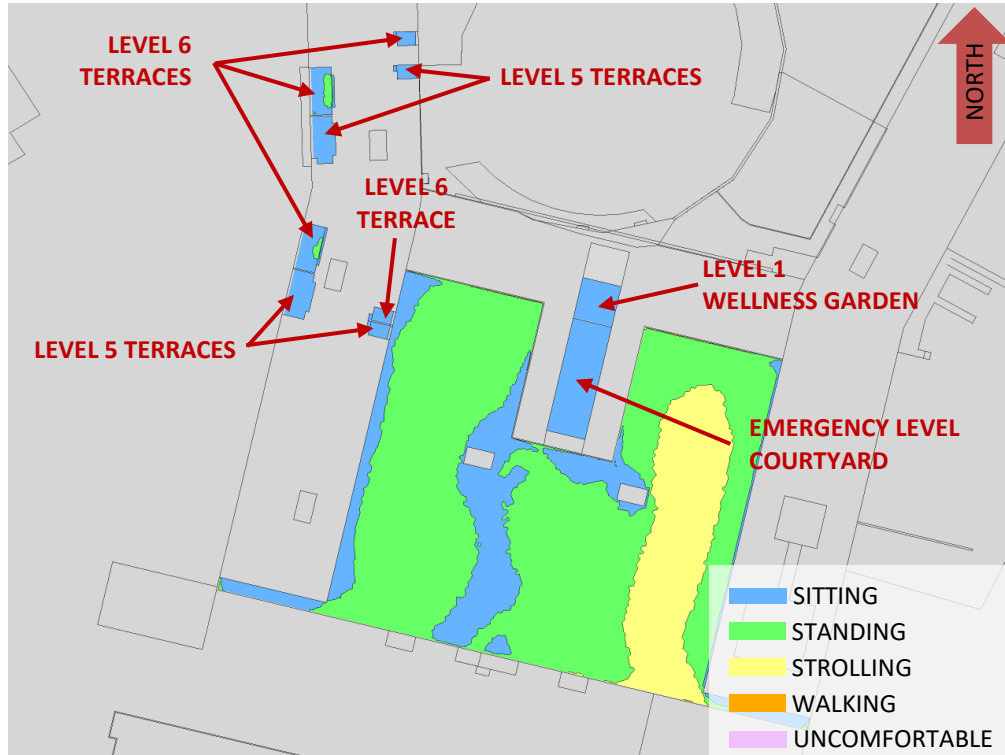 LEVEL 6
TERRACES
LEVEL 5 TERRACES
NORTH
LEVEL 6
TERRACE
LEVEL 1
WELLNESS GARDEN
LEVEL 5 TERRACES
EMERGENCY LEVEL
COURTYARD
SITTING
STANDING
STROLLING
WALKING
UNCOMFORTABLE